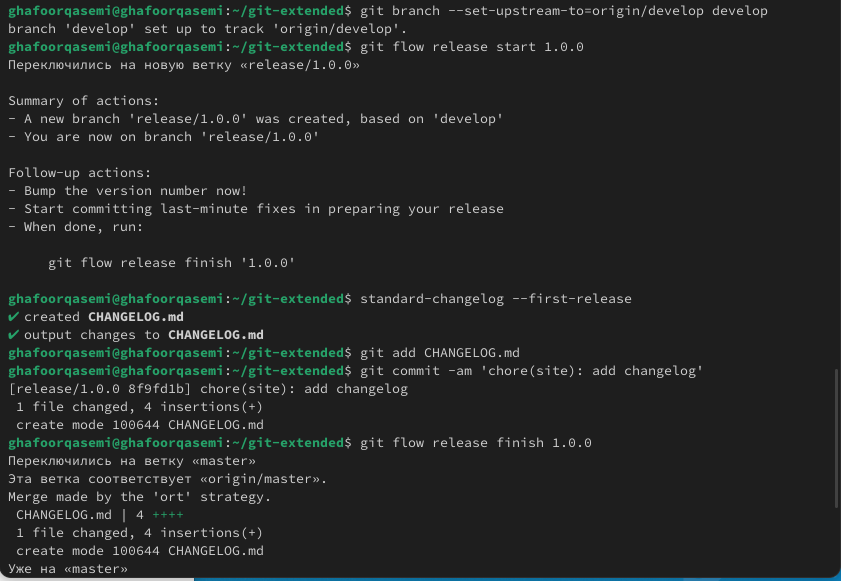 ghafoorqasemi@ghafoorqasemi:~/git-extended$ git branch --set-upstream-to=origin/develop develop
branch 'develop' set up to track 'origin/develop'.
ghafoorqasemi@ghafoorqasemi:~/git-extended$ git flow release start 1.0.0
Переключились на новую ветку «release/1.0.0»
Summary of actions:
- A new branch 'release/1.0.0' was created, based on 'develop'
- You are now on branch 'release/1.0.0'
Follow-up actions:
- Bump the version number now!
- Start committing last-minute fixes in preparing your release
- When done, run:
git flow release finish '1.0.0'
ghafoorqasemi@ghafoorqasemi:~/git-extended$ standard-changelog --first-release
✔ created CHANGELOG.md
✔ output changes to CHANGELOG.md
ghafoorqasemi@ghafoorqasemi:~/git-extended$ git add CHANGELOG.md
ghafoorqasemi@ghafoorqasemi:~/git-extended$ git commit -am 'chore(site): add changelog'
[release/1.0.0 8f9fd1b] chore(site): add changelog
1 file changed, 4 insertions(+)
create mode 100644 CHANGELOG.md
ghafoorqasemi@ghafoorqasemi:~/git-extended$ git flow release finish 1.0.0
Переключились на ветку «master»
Эта ветка соответствует «origin/master».
Merge made by the 'ort' strategy.
CHANGELOG.md | 4 ++++
1 file changed, 4 insertions(+)
create mode 100644 CHANGELOG.md
Уже на «master»